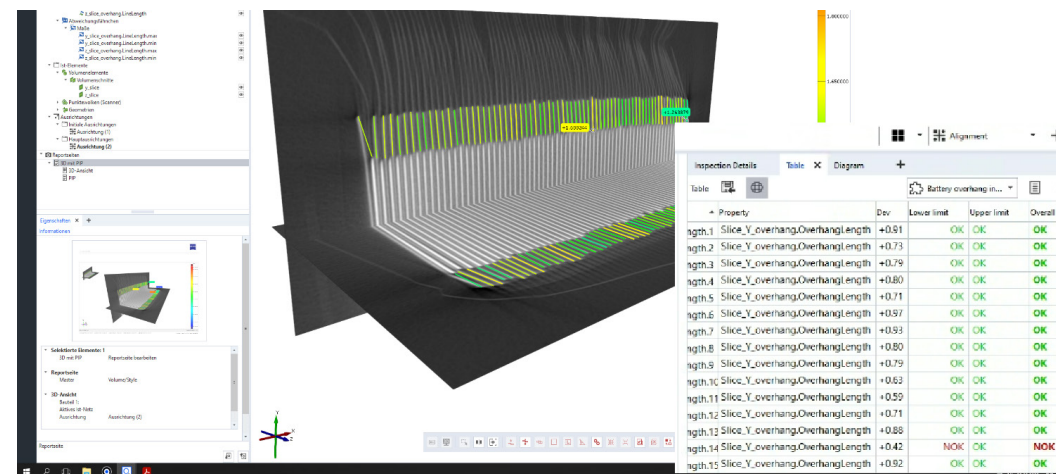 z_slice_overhang.LineLength
Abweichungsfähnchen
Maße
y_slice_overhang.LineLength.max
y_slice_overhang.LineLength.min
z_slice_overhang.LineLength.max
z_slice_overhang.LineLength.min
Ist-Elemente
Volumenelemente
Volumenschnitte
y_slice
z_slice
Punktewolken (Scanner)
Geometrien
Ausrichtungen
Initiale Ausrichtungen
Ausrichtung (1)
Hauptausrichtungen
Ausrichtung (2)
Reportseiten
3D mit PIP
3D-Ansicht
PIP
Eigenschaften
Informationen
Selektierte Elemente: 1
3D mit PIP Reportseite bearbeiten
Reportseite
Master Volume/Style
3D-Ansicht
Bauteil 1:
Aktives Ist-Netz
Ausrichtung Ausrichtung (2)
Reportseite
Y
X
Z
1.680000
Alignment
Inspection Details Table Diagram
Table Battery overhang in...
Property Dev Lower limit Upper limit Overall
ngth.1 Slice_Y_overhang.OverhangLength +0.91 OK OK OK
ngth.2 Slice_Y_overhang.OverhangLength +0.73 OK OK OK
ngth.3 Slice_Y_overhang.OverhangLength +0.79 OK OK OK
ngth.4 Slice_Y_overhang.OverhangLength +0.80 OK OK OK
ngth.5 Slice_Y_overhang.OverhangLength +0.71 OK OK OK
ngth.6 Slice_Y_overhang.OverhangLength +0.97 OK OK OK
ngth.7 Slice_Y_overhang.OverhangLength +0.93 OK OK OK
ngth.8 Slice_Y_overhang.OverhangLength +0.80 OK OK OK
ngth.9 Slice_Y_overhang.OverhangLength +0.79 OK OK OK
ngth.10 Slice_Y_overhang.OverhangLength +0.63 OK OK OK
ngth.11 Slice_Y_overhang.OverhangLength +0.59 OK OK OK
ngth.12 Slice_Y_overhang.OverhangLength +0.71 OK OK OK
ngth.13 Slice_Y_overhang.OverhangLength +0.88 OK OK OK
ngth.14 Slice_Y_overhang.OverhangLength +0.42 NOK OK NOK
ngth.15 Slice_Y_overhang.OverhangLength +0.92 OK OK OK